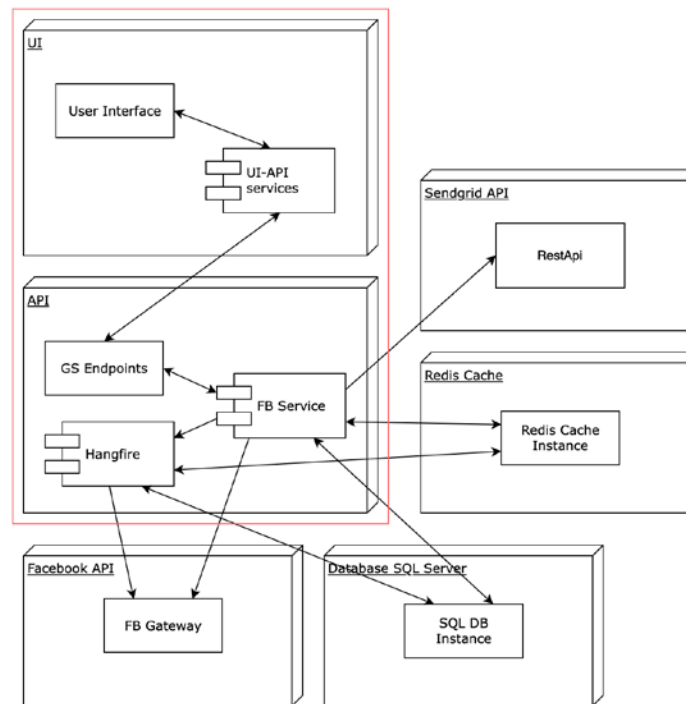 UI
User Interface
UI-API
services
Sendgrid API
RestApi
API
GS Endpoints
FB Service
Hangfire
Redis Cache
Redis Cache
Instance
Facebook API
FB Gateway
Database SQL Server
SQL DB
Instance